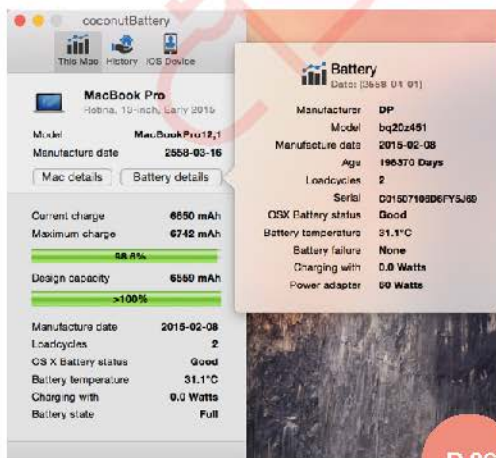 coconutBattery
This Mac History iOS Device
MacBook Pro
Retina, 13-inch, Early 2015
Model MacBookPro12,1
Manufacture date 2558-03-16
Mac details Battery details
Current charge 6650 mAh
Maximum charge 6742 mAh
98.6%
Design capacity 6559 mAh
>100%
Manufacture date 2015-02-08
Loadcycles 2
OS X Battery status Good
Battery temperature 31.1°C
Charging with 0.0 Watts
Battery state Full
Battery
Date: (2558-01-01)
Manufacturer DP
Model bq20z451
Manufacture date 2015-02-08
Age 198370 Days
Loadcycles 2
Serial
OSX Battery status Good
Battery temperature 31.1°C
Battery failure None
Charging with 0.0 Watts
Power adapter 60 Watts